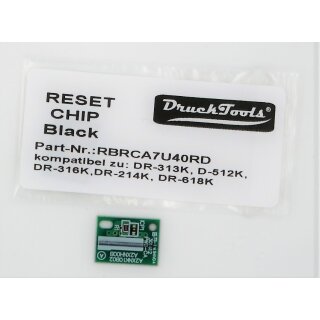 DruckTools®
RESET
CHIP
Black
Part-Nr.:RBRCA7U40RD
kompatibel zu: DR-313K, D-512K,
DR-316K,DR-214K, DR-618K